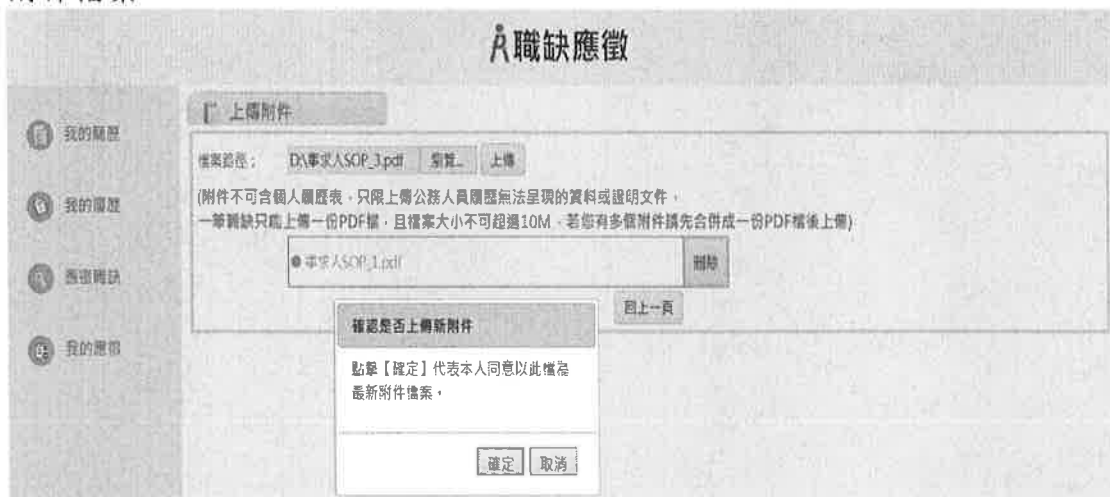 職缺應徵
上傳附件
我的簡歷
檔案路徑： D:\事求人SOP_3.pdf 瀏覽... 上傳
(附件不可含個人履歷表，只限上傳公務人員履歷無法呈現的資料或證明文件，
我的履歷
一筆職缺只能上傳一份PDF檔，且檔案大小不可超過10M，若您有多個附件請先合併成一份PDF檔後上傳)
事求人SOP_1.pdf 刪除
應徵職缺
回上一頁
確認是否上傳新附件
我的應徵
點擊【確定】代表本人同意以此檔為
最新附件檔案。
確定 取消